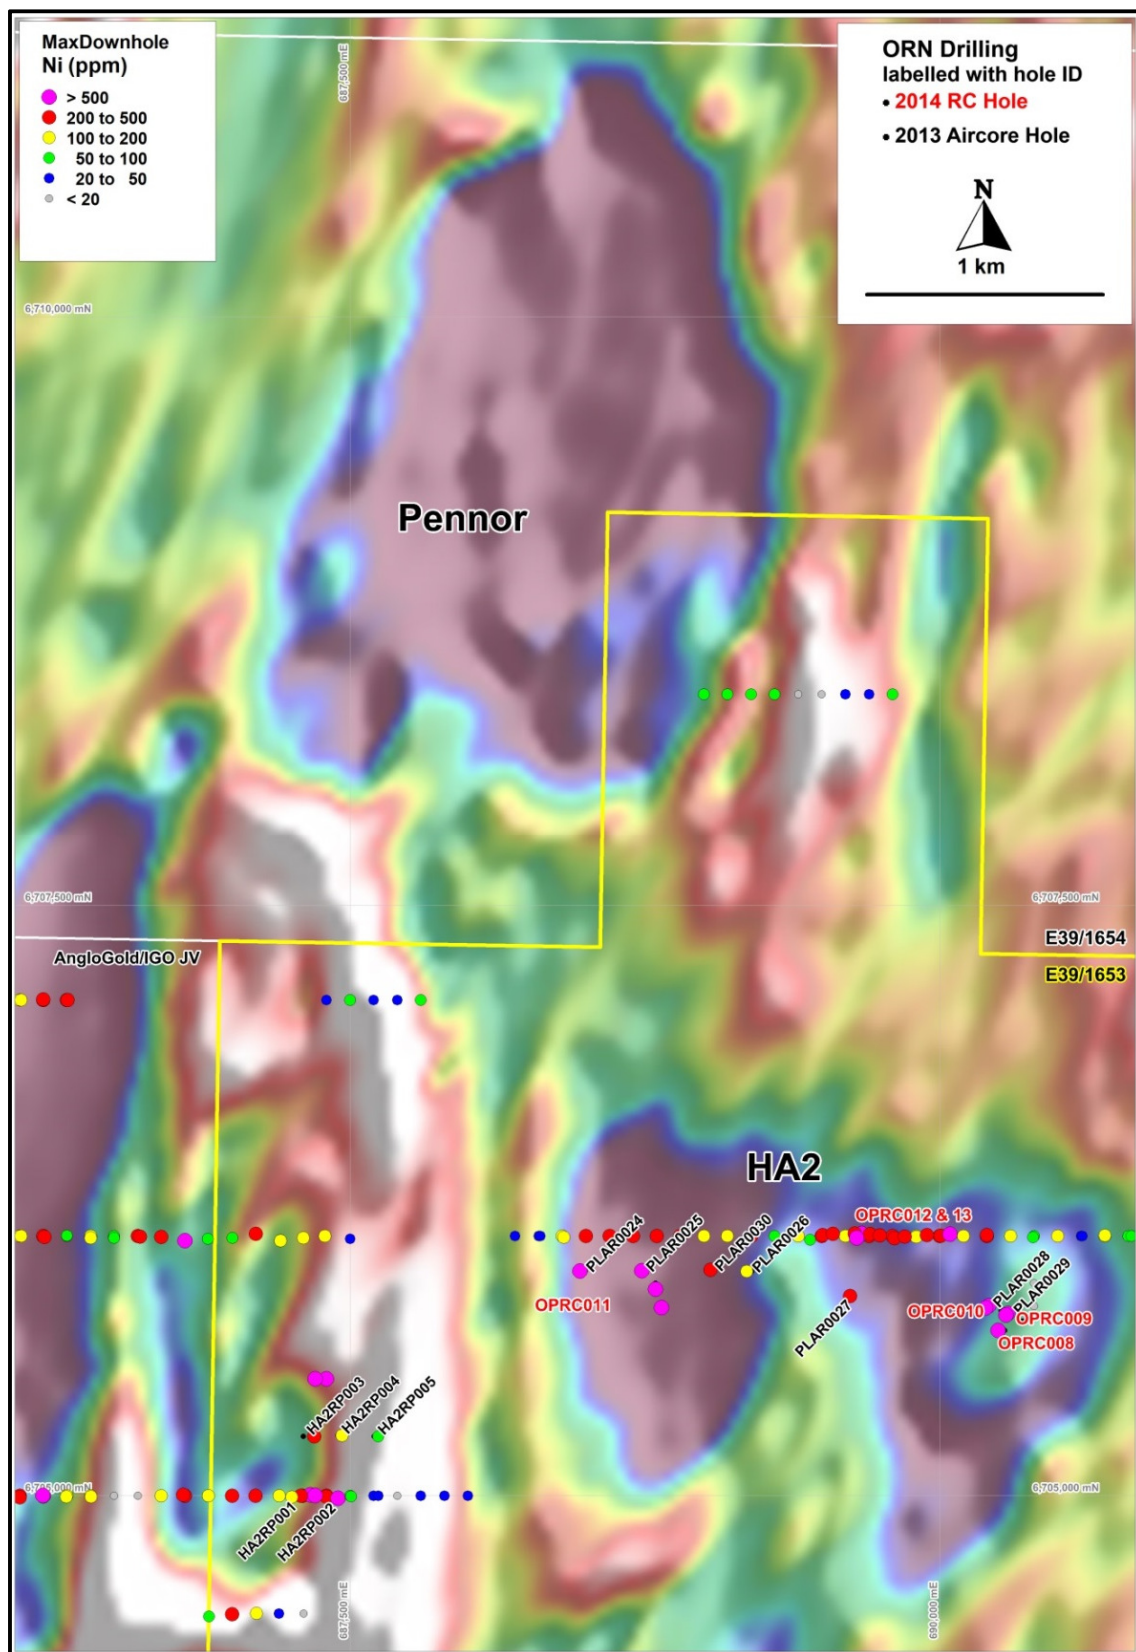 MaxDownhole
Ni (ppm)
> 500
200 to 500
100 to 200
50 to 100
20 to 50
< 20
687,500 mE
ORN Drilling
labelled with hole ID
• 2014 RC Hole
• 2013 Aircore Hole
N
1 km
6,710,000 mN
Pennor
6,707,500 mN
6,707,500 mN
E39/1654
AngloGold/IGO JV
E39/1653
HA2
OPRC012 & 13
PLAR0024
PLAR0025
PLAR0030
PLAR0026
PLAR0028
PLAR0029
OPRC011
PLAR0027
OPRC010
OPRC009
OPRC008
HA2RP003
HA2RP004
HA2RP005
6,705,000 mN
6,705,000 mN
HA2RP001
HA2RP002
687,500 mE
690,000 mE